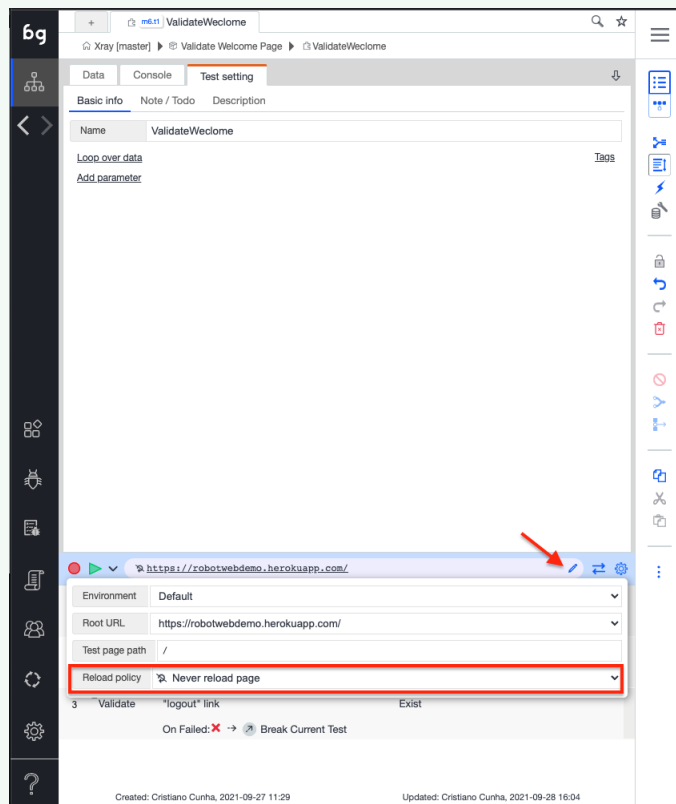 bg
+ m6.t1 ValidateWeclome
Xray [master] Validate Welcome Page ValidateWeclome
Data Console Test setting
Basic info Note / Todo Description
Name ValidateWeclome
Loop over data Tags
Add parameter
https://robotwebdemo.herokuapp.com/
Environment Default
Root URL https://robotwebdemo.herokuapp.com/
Test page path /
Reload policy Never reload page
3 Validate "logout" link Exist
On Failed: Break Current Test
?
Created: Cristiano Cunha, 2021-09-27 11:29 Updated: Cristiano Cunha, 2021-09-28 16:04